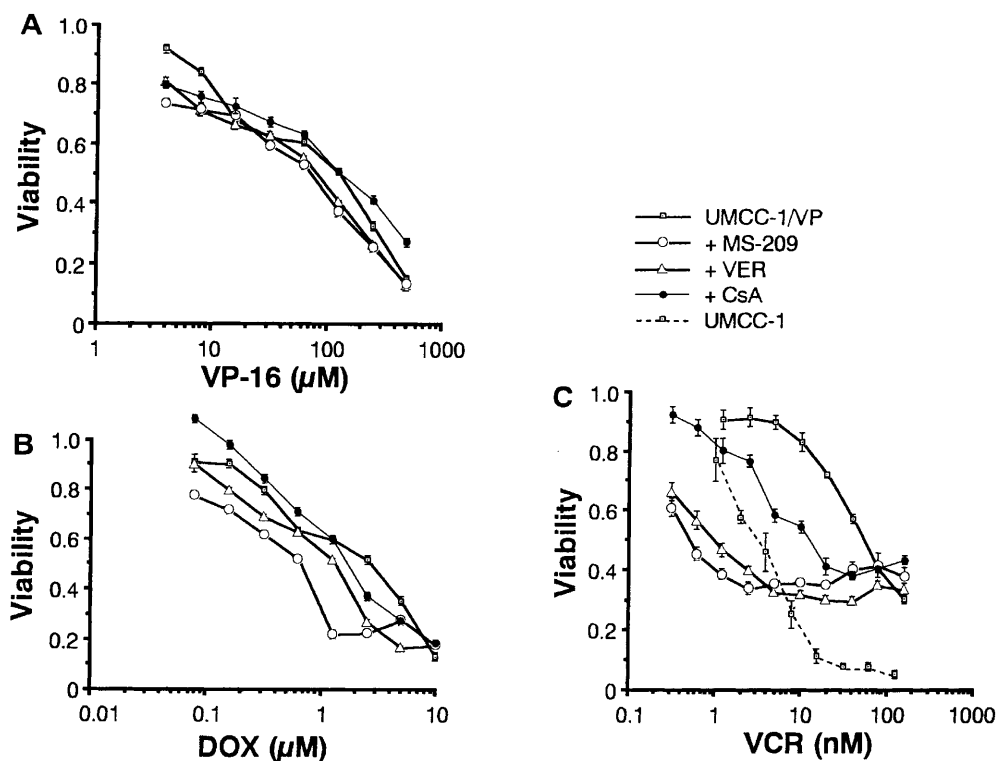 A
1.0
0.8
0.6
0.4
0.2
0
Viability
1 10 100 1000
VP-16 (µM)
UMCC-1/VP
+ MS-209
+ VER
+ CsA
UMCC-1
B
1.0
0.8
0.6
0.4
0.2
0
Viability
0.01 0.1 1 10
DOX (µM)
C
1.0
0.8
0.6
0.4
0.2
0
Viability
0.1 1 10 100 1000
VCR (nM)